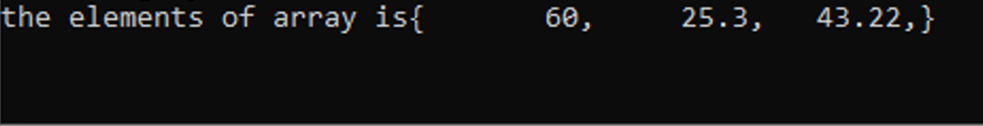 the elements of array is{       60,     25.3,   43.22,}